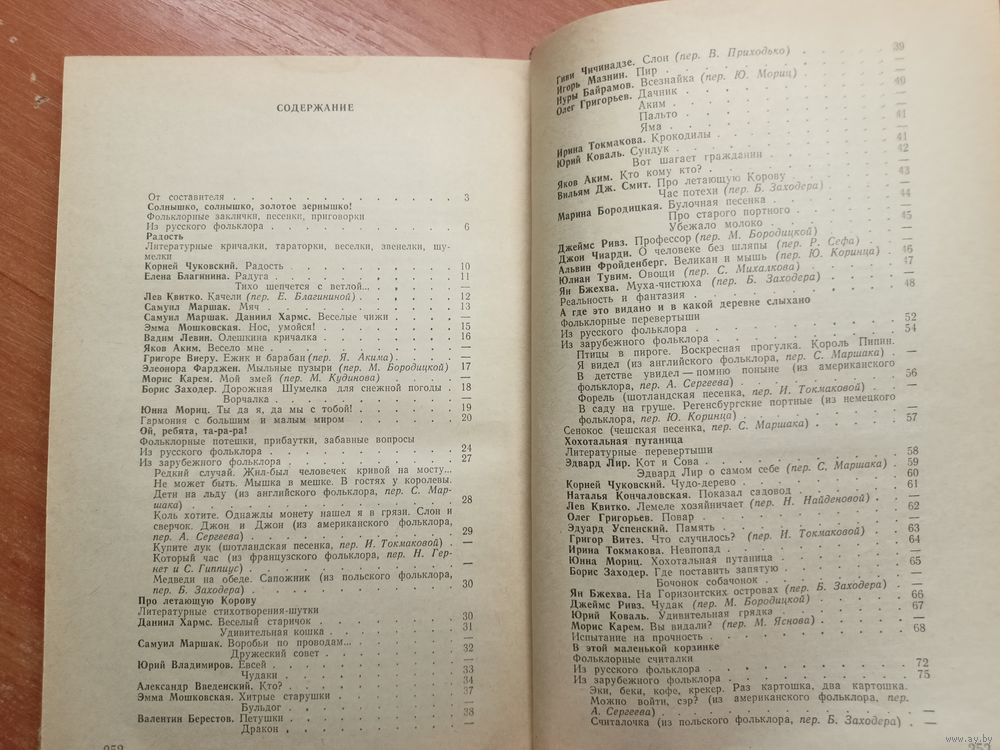 СОДЕРЖАНИЕ
От составителя . . . . . . . . . . 3
Солнышко, солнышко, золотое зернышко!
Фольклорные заклички, песенки, приговорки
Из русского фольклора . . . . . . . . 6
Радость
Литературные кричалки, тараторки, веселки, звенелки, шу-
мелки
Корней Чуковский. Радость . . . . . . . 10
Елена Благинина. Радуга . . . . . . . 11
Тихо шепчется с ветлой... . . . —
Лев Квитко. Качели (пер. Е. Благининой) . . . 12
Самуил Маршак. Мяч . . . . . . . . 13
Самуил Маршак. Даниил Хармс. Веселые чижи . . . —
Эмма Мошковская. Нос, умойся! . . . . . 15
Вадим Левин. Олешкина кричалка . . . . . 16
Яков Аким. Весело мне . . . . . . . —
Григоре Виеру. Ежик и барабан (пер. Я. Акима) . . —
Элеонора Фарджен. Мыльные пузыри (пер. М. Бородицкой) 17
Морис Карем. Мой змей (пер. М. Кудинова) . . . —
Борис Заходер. Дорожная Шумелка для снежной погоды . 18
Ворчалка . . . . . . . —
Юнна Мориц. Ты да я, да мы с тобой! . . . . 19
Гармония с большим и малым миром . . . . 20
Ой, ребята, та-ра-ра!
Фольклорные потешки, прибаутки, забавные вопросы
Из русского фольклора . . . . . . . 24
Из зарубежного фольклора . . . . . . 27
Редкий случай. Жил-был человечек кривой на мосту...
Не может быть. Мышка в мешке. В гостях у королевы.
Дети на льду (из английского фольклора, пер. С. Мар-
шака) . . . . . . . . . . 28
Коль хотите. Однажды монету нашел я в грязи. Слон и
сверчок. Джон и Джон (из американского фольклора,
пер. А. Сергеева) . . . . . . . . 29
Купите лук (шотландская песенка, пер. И. Токмаковой) . —
Который час (из французского фольклора, пер. Н. Гер-
нет и С. Гиппиус) . . . . . . . . —
Медведи на обеде. Сапожник (из польского фольклора,
пер. Б. Заходера) . . . . . . . . 30
Про летающую Корову
Литературные стихотворения-шутки
Даниил Хармс. Веселый старичок . . . . . 30
Удивительная кошка . . . . . 31
Самуил Маршак. Воробьи по проводам... . . . —
Дружеский совет . . . . . 32
Юрий Владимиров. Евсей . . . . . . —
Чудаки . . . . . . 33
Александр Введенский. Кто? . . . . . . 34
Эмма Мошковская. Хитрые старушки . . . . 37
Бульдог . . . . . . —
Валентин Берестов. Петушки . . . . . . 38
Дракон . . . . . . —
Гиви Чичинадзе. Слон (пер. В. Приходько) . . . 39
Игорь Мазнин. Пир . . . . . . . —
Нуры Байрамов. Всезнайка (пер. Ю. Мориц) . . . —
Олег Григорьев. Дачник . . . . . . 40
Аким . . . . . . —
Пальто . . . . . . —
Яма . . . . . . 41
Ирина Токмакова. Крокодилы . . . . . —
Юрий Коваль. Сундук . . . . . . 41
Вот шагает гражданин . . . . 42
Яков Аким. Кто кому кто? . . . . . . —
Вильям Дж. Смит. Про летающую Корову . . . 43
Час потехи (пер. Б. Заходера) . . —
Марина Бородицкая. Булочная песенка . . . . 44
Про старого портного . . . . —
Убежало молоко . . . . 45
Джеймс Ривз. Профессор (пер. М. Бородицкой) . . —
Джон Чиарди. О человеке без шляпы (пер. Р. Сефа) . —
Альвин Фройденберг. Великан и мышь (пер. Ю. Коринца) . 46
Юлиан Тувим. Овощи (пер. С. Михалкова) . . . 47
Ян Бжехва. Муха-чистюха (пер. Б. Заходера) . . —
Реальность и фантазия . . . . . . . 48
А где это видано и в какой деревне слыхано
Фольклорные перевертыши
Из русского фольклора . . . . . . . 52
Из зарубежного фольклора . . . . . . 54
Птицы в пироге. Воскресная прогулка. Король Пипин.
Я видел (из английского фольклора, пер. С. Маршака) . —
В детстве увидел — помню поныне (из американского
фольклора, пер. А. Сергеева) . . . . . . 56
Форель (шотландская песенка, пер. И. Токмаковой) . —
В саду на груше. Регенсбургские портные (из немецкого
фольклора, пер. Ю. Коринца) . . . . . . —
Сенокос (чешская песенка, пер. С. Маршака) . . . 57
Хохотальная путаница
Литературные перевертыши
Эдвард Лир. Кот и Сова . . . . . . 58
Эдвард Лир о самом себе (пер. С. Маршака) . 59
Корней Чуковский. Чудо-дерево . . . . . 60
Наталья Кончаловская. Показал садовод . . . . 61
Лев Квитко. Лемеле хозяйничает (пер. Н. Найденовой) . —
Олег Григорьев. Повар . . . . . . . 62
Эдуард Успенский. Память . . . . . . —
Григор Витез. Что случилось? (пер. И. Токмаковой) . 63
Ирина Токмакова. Невпопад . . . . . . 64
Юнна Мориц. Хохотальная путаница . . . . —
Борис Заходер. Где поставить запятую . . . . 65
Бочонок собачонок . . . . . —
Ян Бжехва. На Горизонтских островах (пер. Б. Заходера) . —
Джеймс Ривз. Чудак (пер. М. Бородицкой) . . . 66
Юрий Коваль. Удивительная грядка . . . . 67
Морис Карем. Вы видали? (пер. М. Яснова) . . . —
Испытание на прочность . . . . . . . 68
В этой маленькой корзинке
Фольклорные считалки
Из русского фольклора . . . . . . . 72
Из зарубежного фольклора . . . . . . 75
Эки, беки, кофе, крекер. Раз картошка, два картошка.
Можно войти, сэр? (из американского фольклора, пер.
А. Сергеева) . . . . . . . . . —
Считалочка (из польского фольклора, пер. Б. Заходера) . —
252
253
www.ay.by